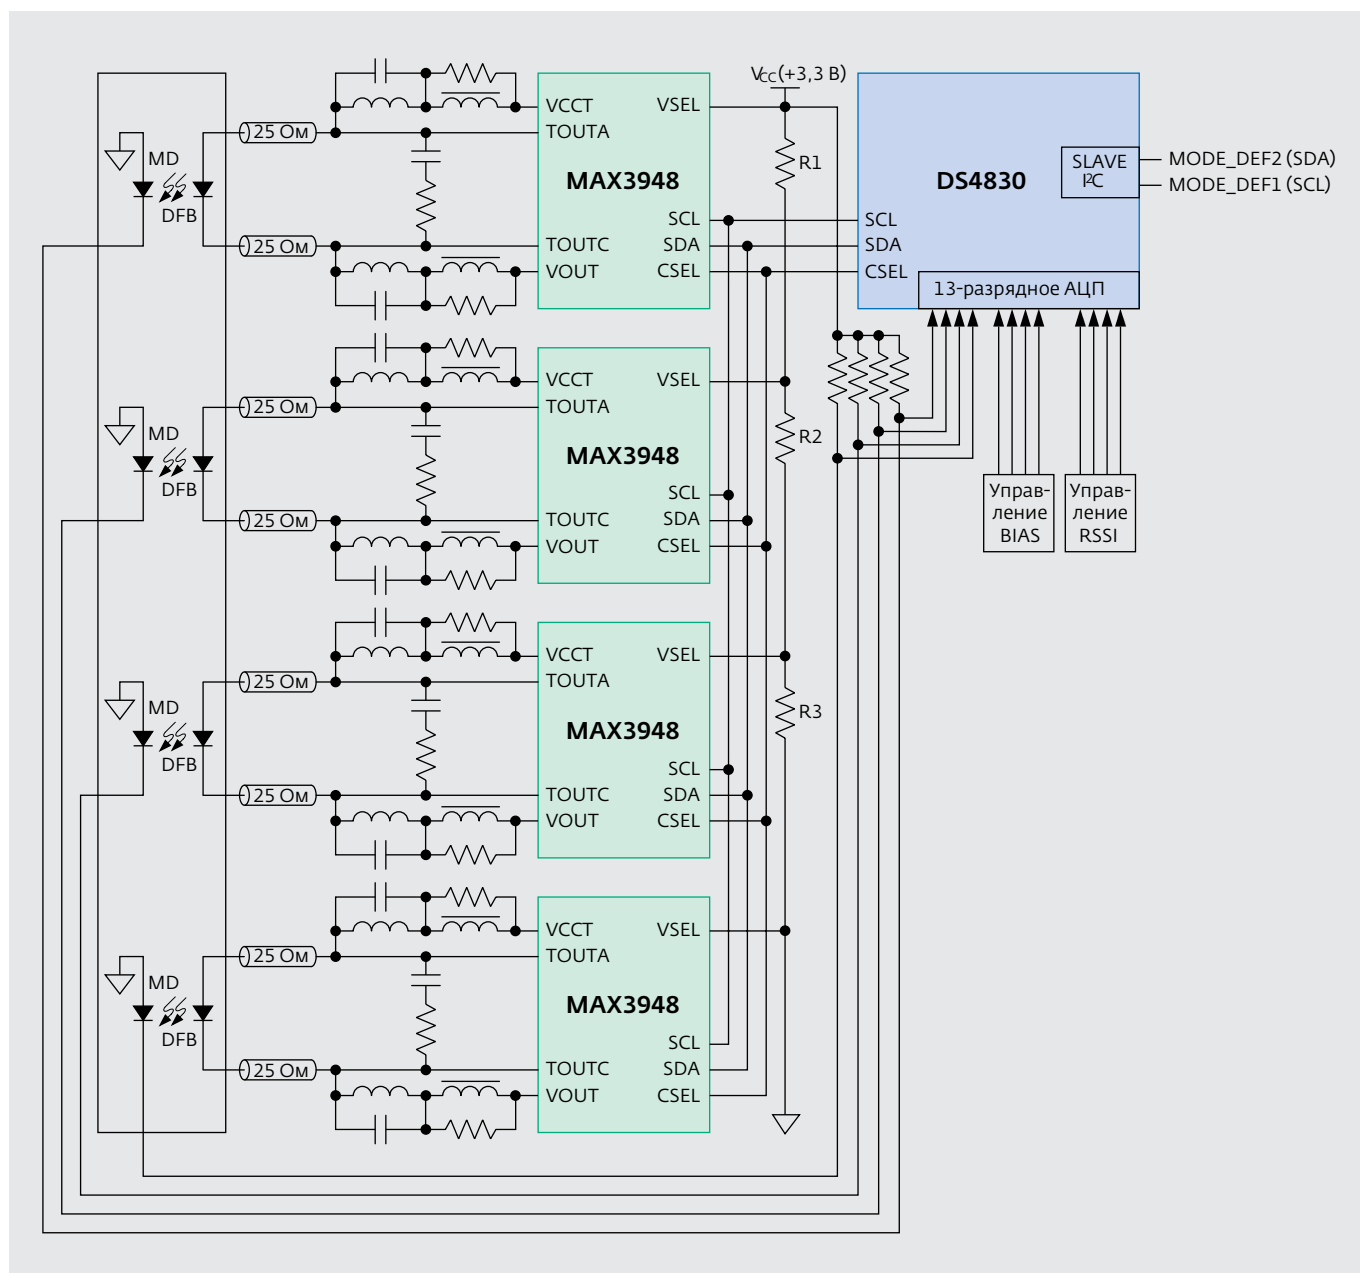 VCC (+3,3 В)
VCCT
VSEL
TOUTA
25 Ом
R1
SLAVE
I²C
MODE_DEF2 (SDA)
MODE_DEF1 (SCL)
MD
DFB
MAX3948
DS4830
SCL
SCL
25 Ом
TOUTC
SDA
SDA
VOUT
CSEL
CSEL
13-разрядное АЦП
VCCT
VSEL
25 Ом
TOUTA
MD
DFB
MAX3948
R2
SCL
25 Ом
TOUTC
SDA
VOUT
CSEL
Управ-
ление
BIAS
Управ-
ление
RSSI
VCCT
VSEL
25 Ом
TOUTA
MD
DFB
MAX3948
R3
SCL
25 Ом
TOUTC
SDA
VOUT
CSEL
VCCT
VSEL
25 Ом
TOUTA
MD
DFB
MAX3948
SCL
25 Ом
TOUTC
SDA
VOUT
CSEL